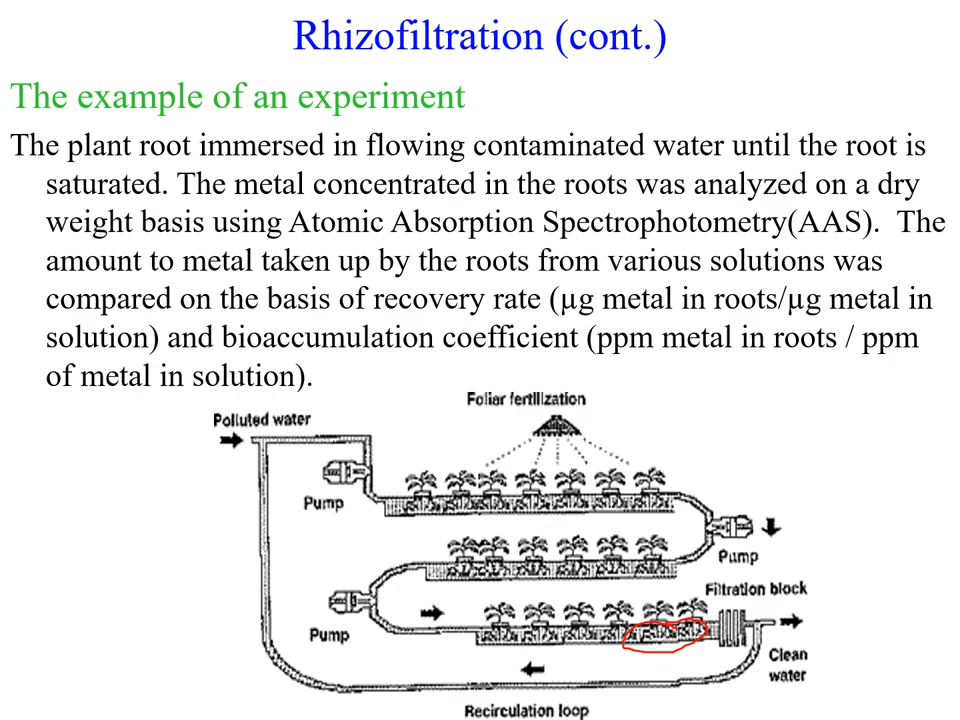 Rhizofiltration (cont.)
The example of an experiment
The plant root immersed in flowing contaminated water until the root is
saturated. The metal concentrated in the roots was analyzed on a dry
weight basis using Atomic Absorption Spectrophotometry(AAS).  The
amount to metal taken up by the roots from various solutions was
compared on the basis of recovery rate (µg metal in roots/µg metal in
solution) and bioaccumulation coefficient (ppm metal in roots / ppm
of metal in solution).
Foliar fertilization
Polluted water
Pump
Pump
Filtration block
Pump
Clean
water
Recirculation loop